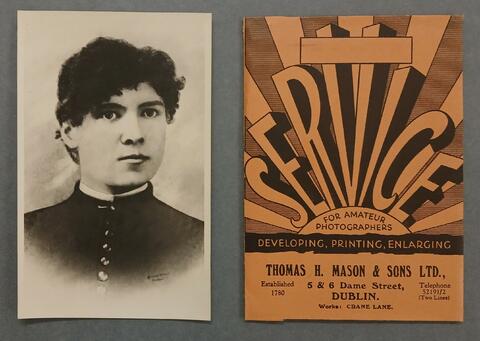 SERVICE
FOR AMATEUR
PHOTOGRAPHERS
DEVELOPING, PRINTING, ENLARGING
THOMAS H. MASON & SONS LTD.,
Established 5 & 6 Dame Street, Telephone
1780 DUBLIN. 52191/2
(Two Lines)
Works: CRANE LANE.